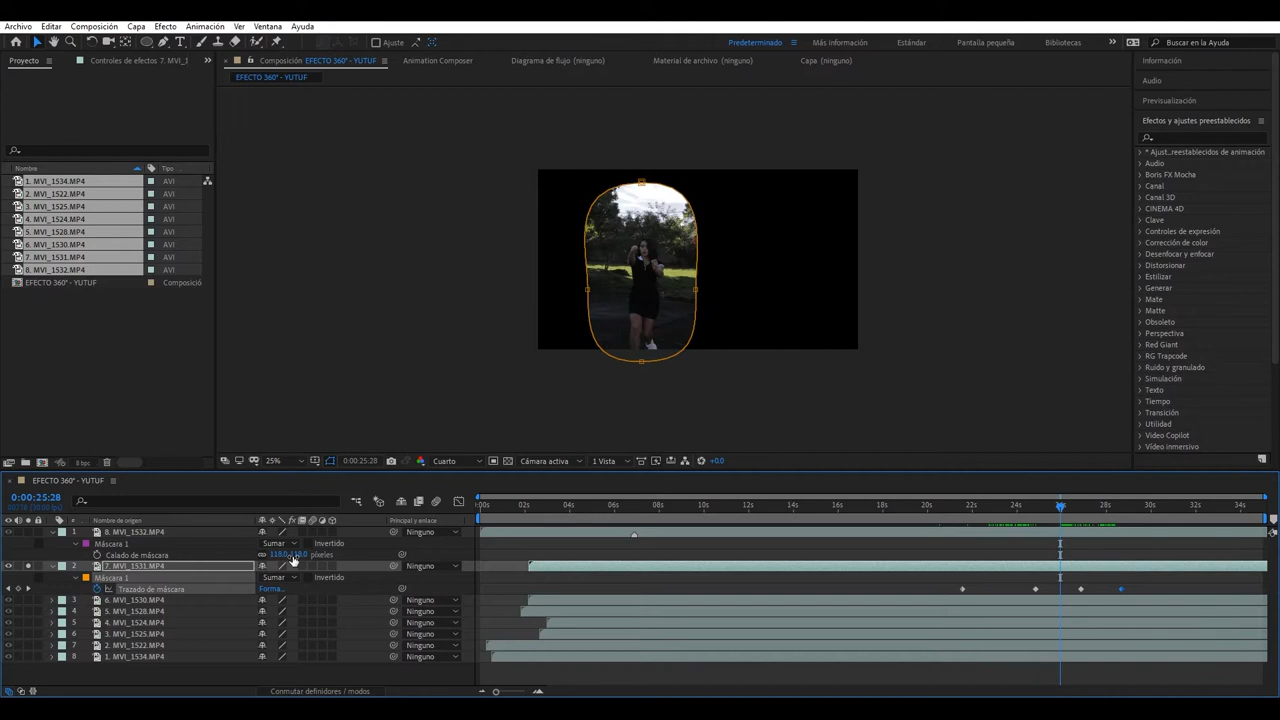 Archivo Editar Composición Capa Efecto Animación Ver Ventana Ayuda
Ajuste Predeterminado Más información Estándar Pantalla pequeña Bibliotecas Buscar en la Ayuda
Proyecto Controles de efectos 7. MVI_1
Composición EFECTO 360° - YUTUF Animation Composer Diagrama de flujo (ninguno) Material de archivo (ninguno) Capa (ninguno)
EFECTO 360° - YUTUF
Información
Audio
Previsualización
Efectos y ajustes preestablecidos
* Ajust...reestablecidos de animación
Audio
Boris FX Mocha
Canal
Canal 3D
CINEMA 4D
Clave
Controles de expresión
Corrección de color
Desenfocar y enfocar
Distorsionar
Estilizar
Generar
Mate
Matte
Obsoleto
Perspectiva
Red Giant
RG Trapcode
Ruido y granulado
Simulación
Texto
Tiempo
Transición
Utilidad
Video Copilot
Vídeo inmersivo
Nombre Tipo
1. MVI_1534.MP4 AVI
2. MVI_1522.MP4 AVI
3. MVI_1525.MP4 AVI
4. MVI_1524.MP4 AVI
5. MVI_1528.MP4 AVI
6. MVI_1530.MP4 AVI
7. MVI_1531.MP4 AVI
8. MVI_1532.MP4 AVI
EFECTO 360° - YUTUF Composició
8 bpc
25% 0:00:25:28 Cuarto Cámara activa 1 Vista +0.0
EFECTO 360° - YUTUF
0:00:25:28
:00s 02s 04s 06s 08s 10s 12s 14s 16s 18s 20s 22s 24s 28s 30s 32s 34s
# Nombre de origen Principal y enlace
1 8. MVI_1532.MP4 Ninguno
Máscara 1 Sumar Invertido
Calado de máscara píxeles
2 7. MVI_1531.MP4 Ninguno
Máscara 1 Sumar Invertido
Trazado de máscara Forma...
3 6. MVI_1530.MP4 Ninguno
4 5. MVI_1528.MP4 Ninguno
5 4. MVI_1524.MP4 Ninguno
6 3. MVI_1525.MP4 Ninguno
7 2. MVI_1522.MP4 Ninguno
8 1. MVI_1534.MP4 Ninguno
Conmutar definidores / modos